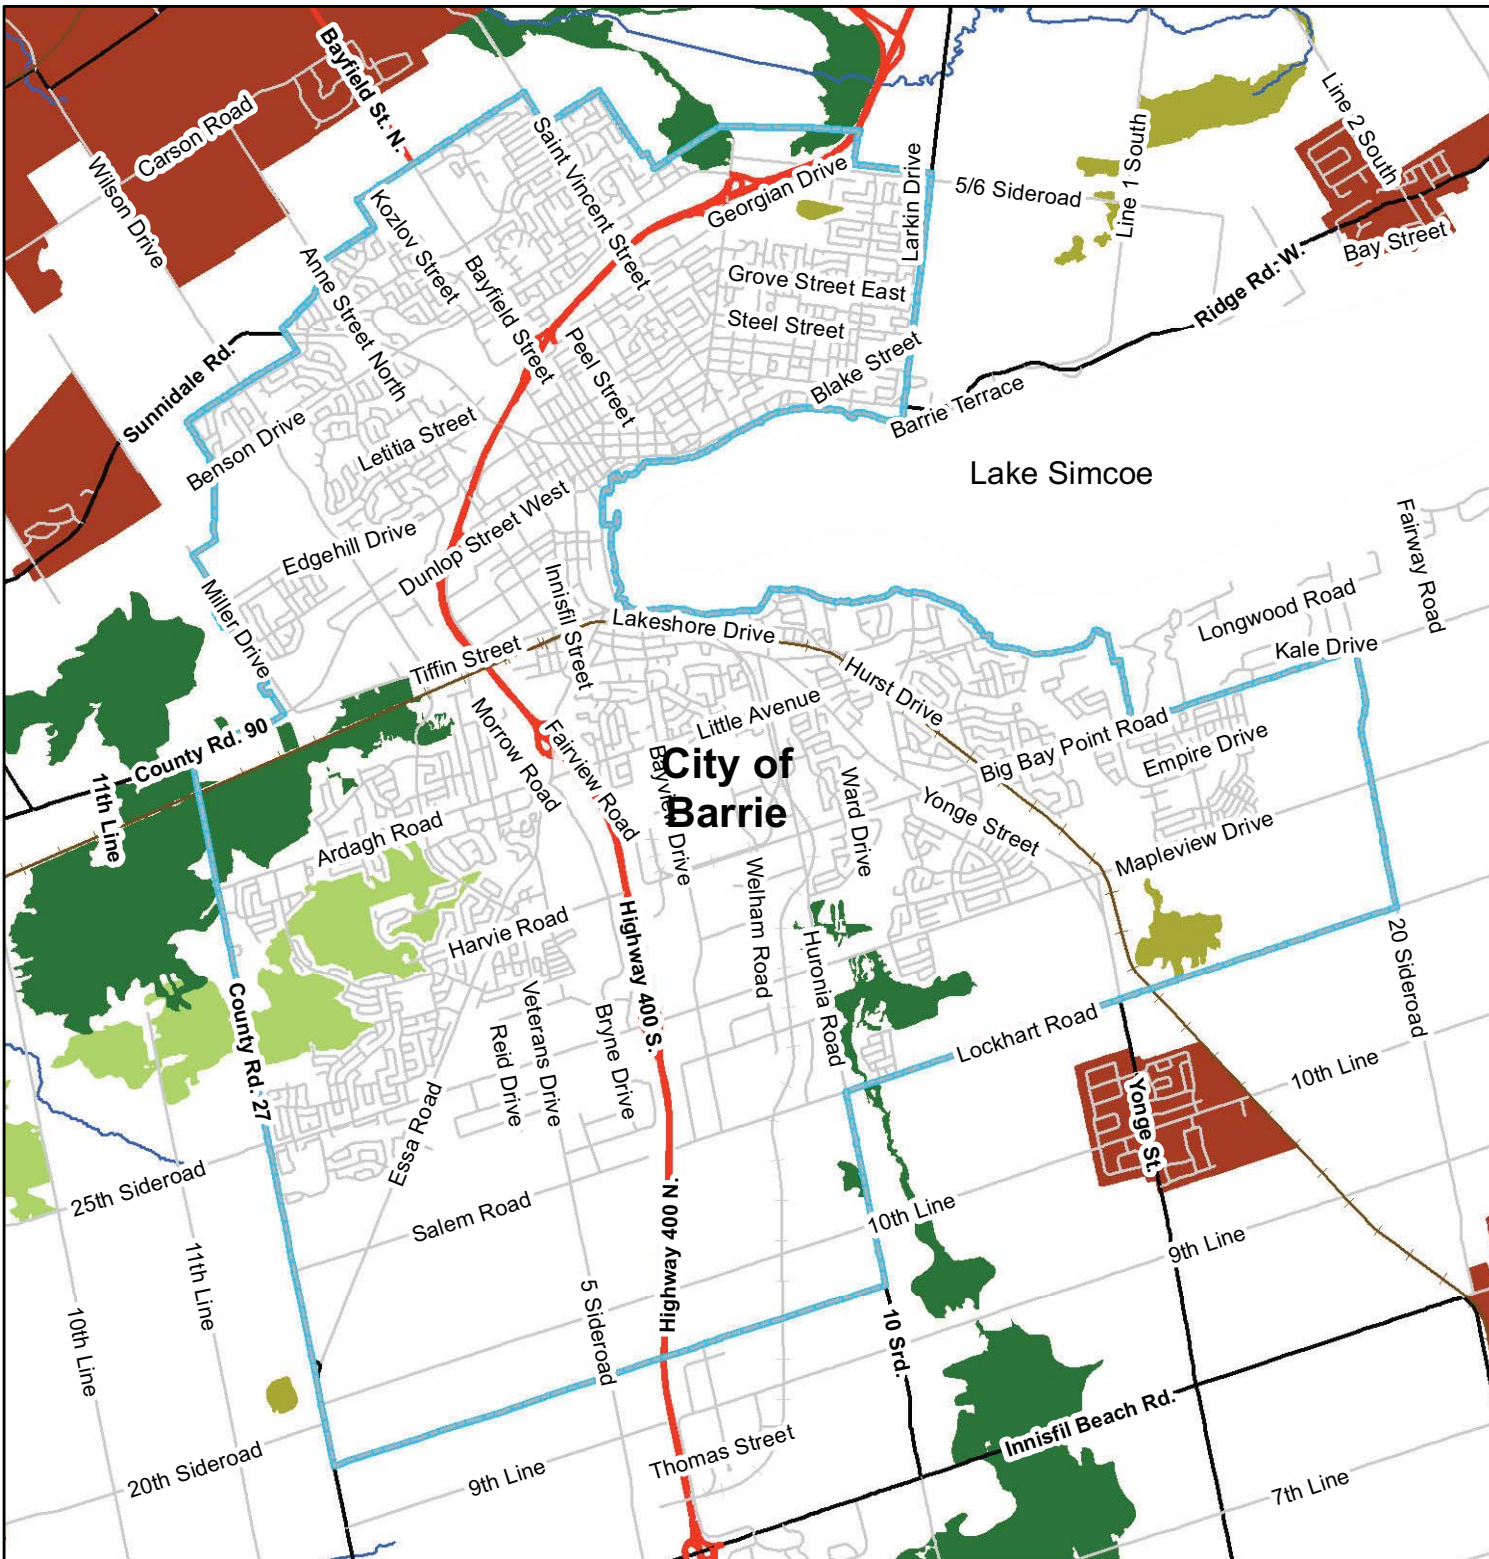 Bayfield St. N.
Carson Road
Wilson Drive
Saint Vincent Street
Line 2 South
Line 1 South
Larkin Drive
5/6 Sideroad
Georgian Drive
Kozlov Street
Bay Street
Ridge Rd. W.
Anne Street North
Bayfield Street
Grove Street East
Steel Street
Peel Street
Blake Street
Sunnidale Rd.
Barrie Terrace
Benson Drive
Letitia Street
Lake Simcoe
Dunlop Street West
Edgehill Drive
Fairway Road
Innisfil Street
Miller Drive
Longwood Road
Lakeshore Drive
Kale Drive
Tiffin Street
Hurst Drive
Little Avenue
Morrow Road
Fairview Road
County Rd. 90
Big Bay Point Road
Empire Drive
City of
Barrie
Bayview Drive
Ward Drive
11th Line
Yonge Street
Ardagh Road
Mapleview Drive
Welham Road
Harvie Road
Highway 400 S.
Huronia Road
20 Sideroad
County Rd. 27
Veterans Drive
Reid Drive
Bryne Drive
Lockhart Road
10th Line
Yonge St.
Essa Road
25th Sideroad
Salem Road
10th Line
Highway 400 N.
9th Line
11th Line
5 Sideroad
10th Line
10 Srd.
Innisfil Beach Rd.
Thomas Street
20th Sideroad
9th Line
7th Line